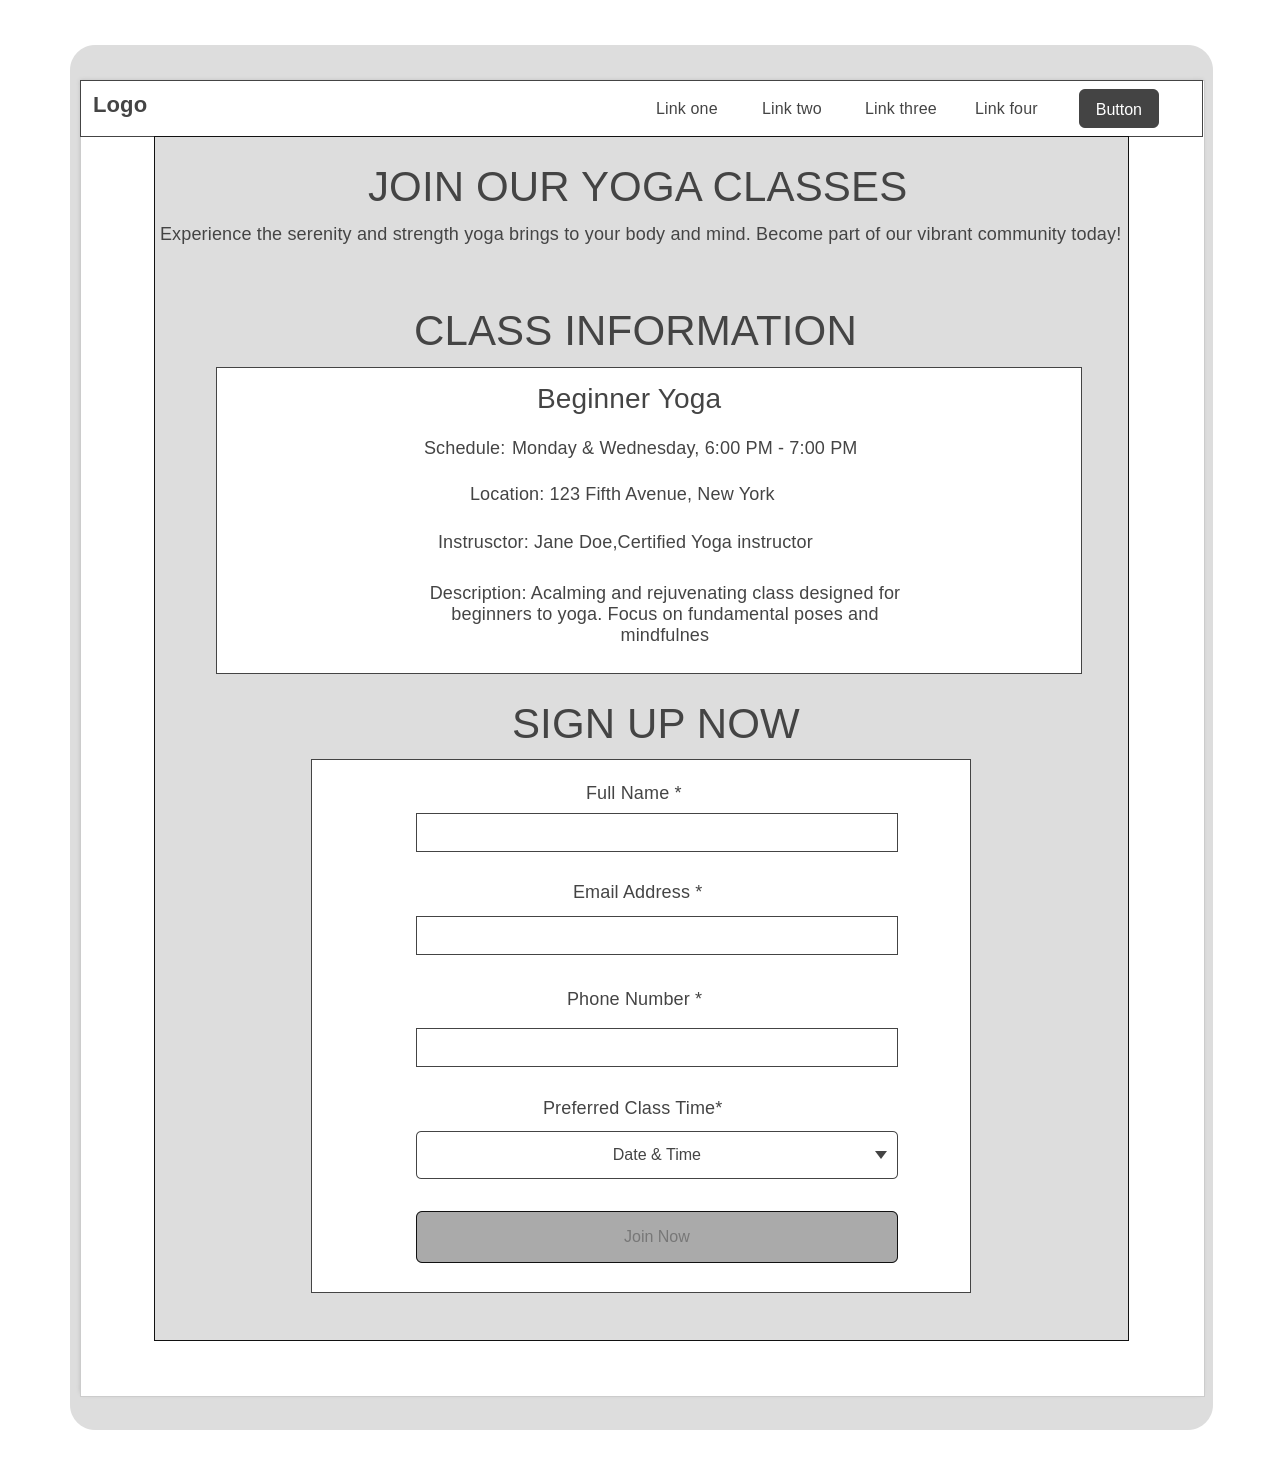 Logo
Link one
Link two
Link three
Link four
Button
JOIN OUR YOGA CLASSES
Experience the serenity and strength yoga brings to your body and mind. Become part of our vibrant community today!
CLASS INFORMATION
Beginner Yoga
Schedule: Monday & Wednesday, 6:00 PM - 7:00 PM
Location: 123 Fifth Avenue, New York
Instrusctor: Jane Doe,Certified Yoga instructor
Description: Acalming and rejuvenating class designed for
beginners to yoga. Focus on fundamental poses and
mindfulnes
SIGN UP NOW
Full Name *
Email Address *
Phone Number *
Preferred Class Time*
Date & Time
Join Now